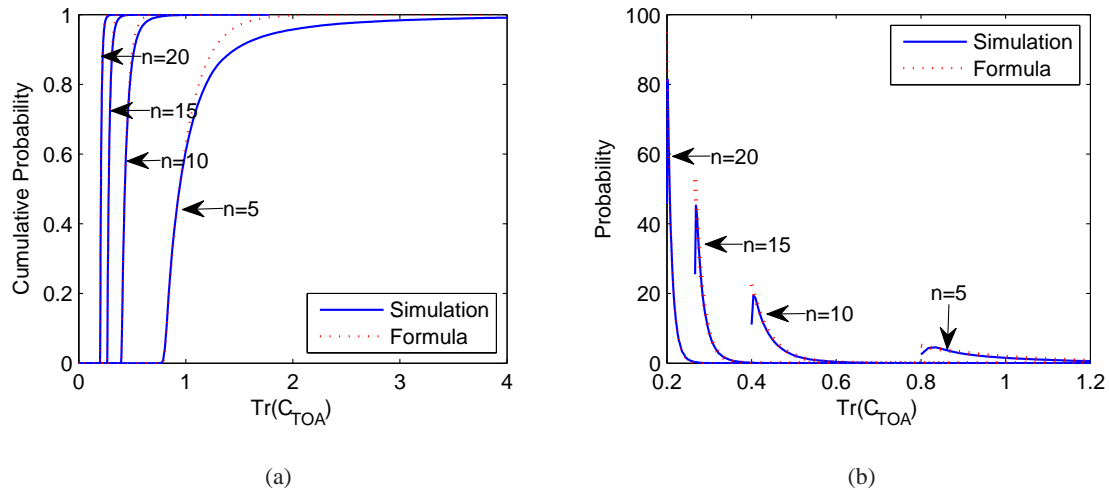 1
0.8
0.6
0.4
0.2
0
Cumulative Probability
n=20
n=15
n=10
n=5
Simulation
Formula
0 1 2 3 4
Tr(C_TOA)
(a)
100
80
60
40
20
0
Probability
Simulation
Formula
n=20
n=15
n=10
n=5
0.2 0.4 0.6 0.8 1 1.2
Tr(C_TOA)
(b)